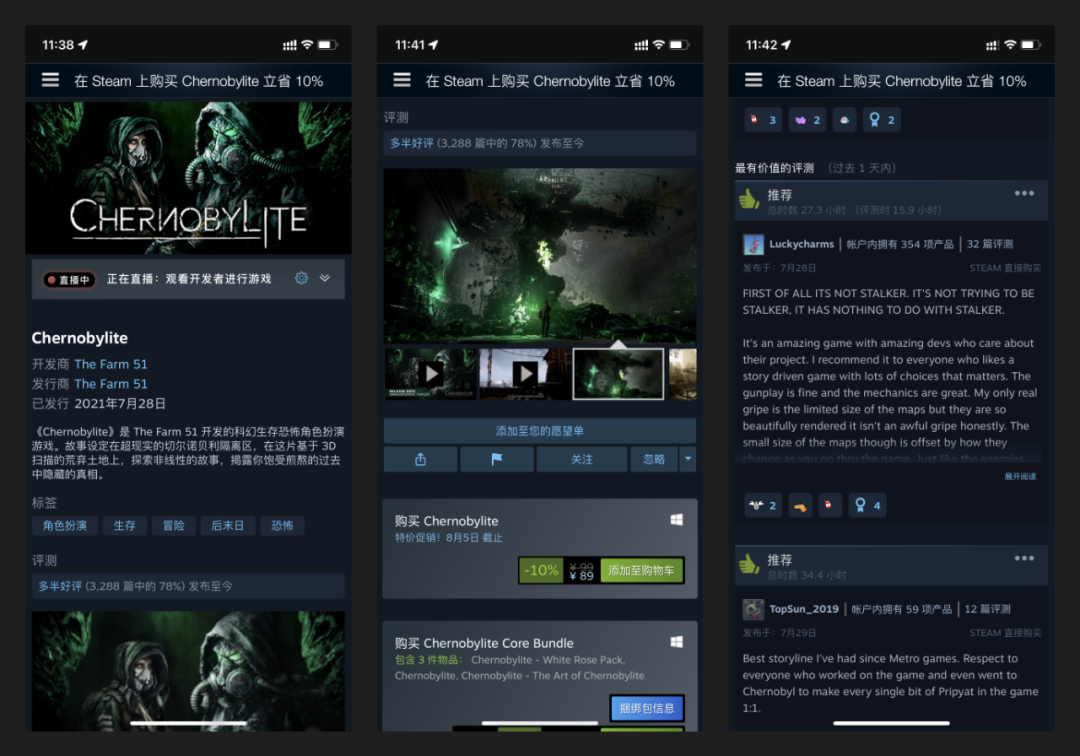 11:38
在 Steam 上购买 Chernobylite 立省 10%
CHERNOBYLITE
直播中
正在直播：观看开发者进行游戏
Chernobylite
开发商 The Farm 51
发行商 The Farm 51
已发行 2021年7月28日
《Chernobylite》是 The Farm 51 开发的科幻生存恐怖角色扮演
游戏。故事设定在超现实的切尔诺贝利隔离区，在这片基于 3D
扫描的荒弃土地上，探索非线性的故事，揭露你饱受煎熬的过去
中隐藏的真相。
标签
角色扮演 生存 冒险 后末日 恐怖
评测
多半好评 (3,288 篇中的 78%) 发布至今
11:41
在 Steam 上购买 Chernobylite 立省 10%
评测
多半好评 (3,288 篇中的 78%) 发布至今
添加至您的愿望单
关注 忽略
购买 Chernobylite
特价促销！8月5日 截止
-10% ¥ 99
¥ 89 添加至购物车
购买 Chernobylite Core Bundle
包含 3 件物品： Chernobylite - White Rose Pack,
Chernobylite, Chernobylite - The Art of Chernobylite
捆绑包信息
11:42
在 Steam 上购买 Chernobylite 立省 10%
3 2 2
最有价值的评测 （过去 1 天内）
推荐
总时数 27.3 小时 （评测时 15.9 小时）
Luckycharms | 帐户内拥有 354 项产品 | 32 篇评测
发布于：7月28日 STEAM 直接购买
FIRST OF ALL ITS NOT STALKER. IT'S NOT TRYING TO BE
STALKER, IT HAS NOTHING TO DO WITH STALKER.
It's an amazing game with amazing devs who care about
their project. I recommend it to everyone who likes a
story driven game with lots of choices that matters. The
gunplay is fine and the mechanics are great. My only real
gripe is the limited size of the maps but they are so
beautifully rendered it isn't an awful gripe honestly. The
small size of the maps though is offset by how they
change as you go thru the game. Just like the enemies
展开阅读
2 4
推荐
总时数 34.4 小时
TopSun_2019 | 帐户内拥有 59 项产品 | 12 篇评测
发布于：7月29日 STEAM 直接购买
Best storyline I've had since Metro games. Respect to
everyone who worked on the game and even went to
Chernobyl to make every single bit of Pripyat in the game
1:1.